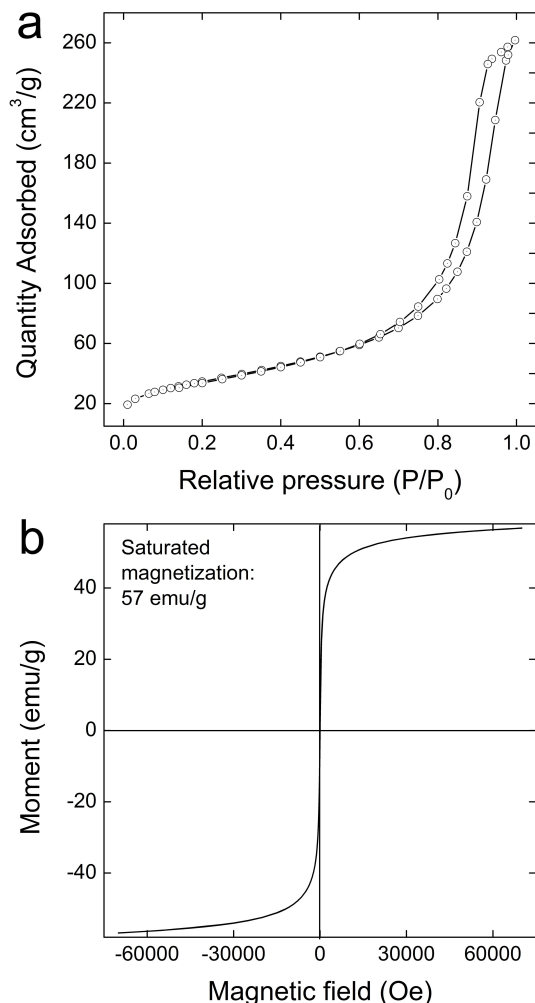 a
260
220
180
140
100
60
20
Quantity Adsorbed (cm³/g)
0.0 0.2 0.4 0.6 0.8 1.0
Relative pressure (P/P₀)
b
Saturated
magnetization:
57 emu/g
40
20
0
-20
-40
Moment (emu/g)
-60000 -30000 0 30000 60000
Magnetic field (Oe)